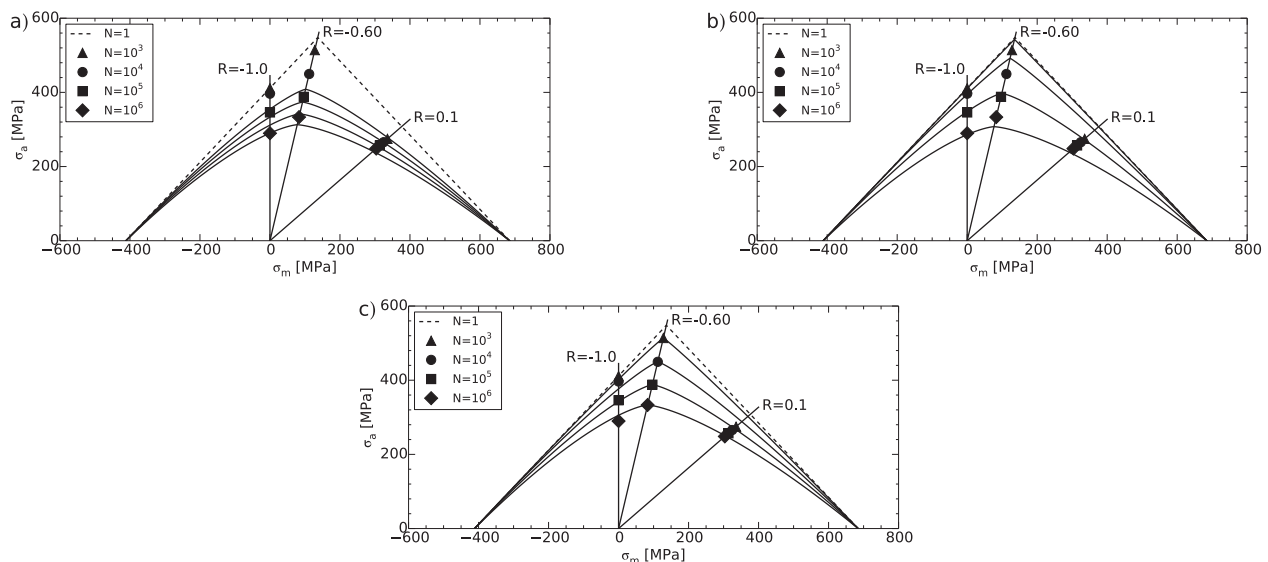 a)
600
400
200
0
σₐ [MPa]
N=1
N=10³
N=10⁴
N=10⁵
N=10⁶
R=-1.0
R=-0.60
R=0.1
−600 −400 −200 0 200 400 600 800
σₘ [MPa]
b)
600
400
200
0
σₐ [MPa]
N=1
N=10³
N=10⁴
N=10⁵
N=10⁶
R=-1.0
R=-0.60
R=0.1
−600 −400 −200 0 200 400 600 800
σₘ [MPa]
c)
600
400
200
0
σₐ [MPa]
N=1
N=10³
N=10⁴
N=10⁵
N=10⁶
R=-1.0
R=-0.60
R=0.1
−600 −400 −200 0 200 400 600 800
σₘ [MPa]